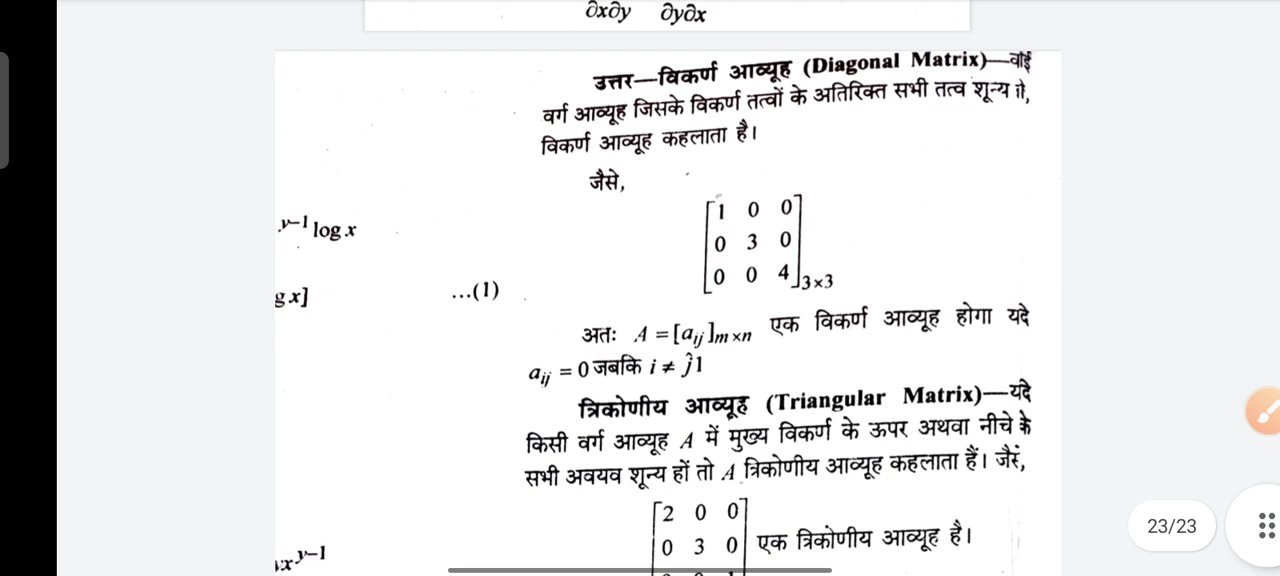 ∂x∂y ∂y∂x
उत्तर—विकर्ण आव्यूह (Diagonal Matrix)—
वर्ग आव्यूह जिसके विकर्ण तत्वों के अतिरिक्त सभी तत्व शून्य
विकर्ण आव्यूह कहलाता है।
जैसे,
y–1 log x
g x] ...(1)
[1 0 0
0 3 0
0 0 4]3×3
अतः A = [aij]m×n एक विकर्ण आव्यूह होगा यदे
aij = 0 जबकि i ≠ j1
त्रिकोणीय आव्यूह (Triangular Matrix)—यदे
किसी वर्ग आव्यूह A में मुख्य विकर्ण के ऊपर अथवा नीचे के
सभी अवयव शून्य हों तो A त्रिकोणीय आव्यूह कहलाता हैं।
[2 0 0]
0 3 0 एक त्रिकोणीय आव्यूह है।
x y–1
23/23